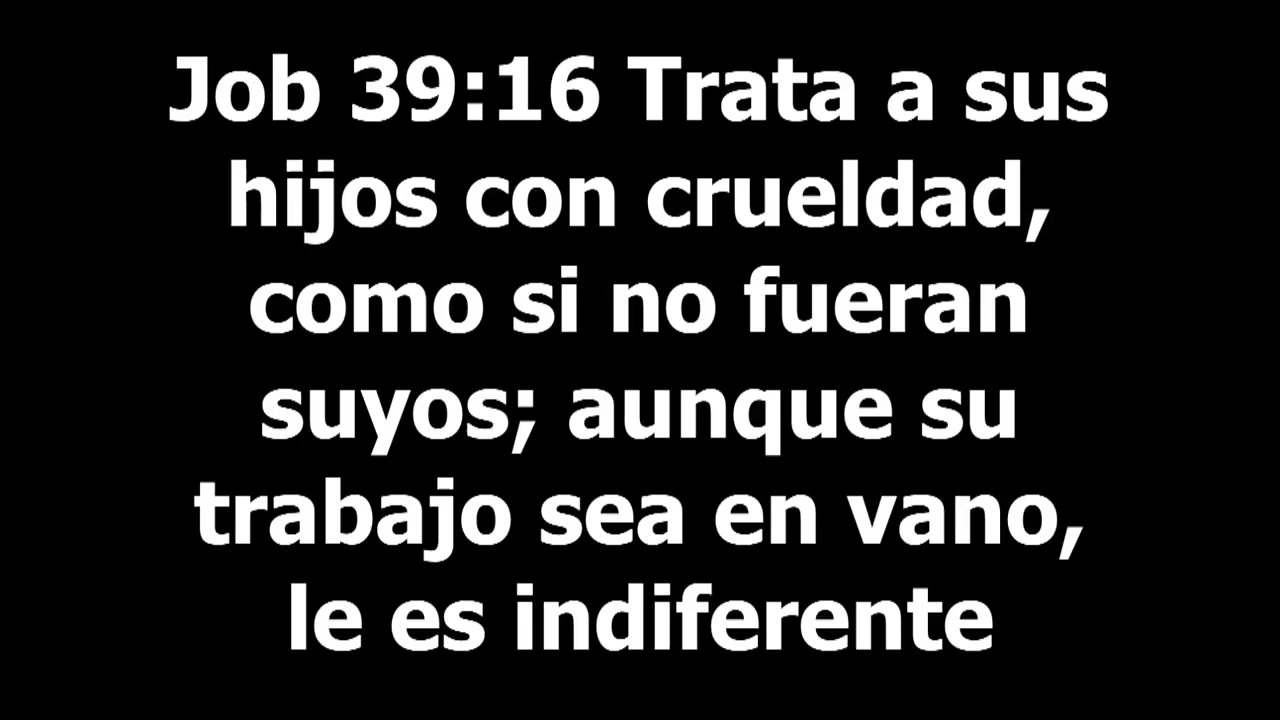 Job 39:16 Trata a sus
hijos con crueldad,
como si no fueran
suyos; aunque su
trabajo sea en vano,
le es indiferente